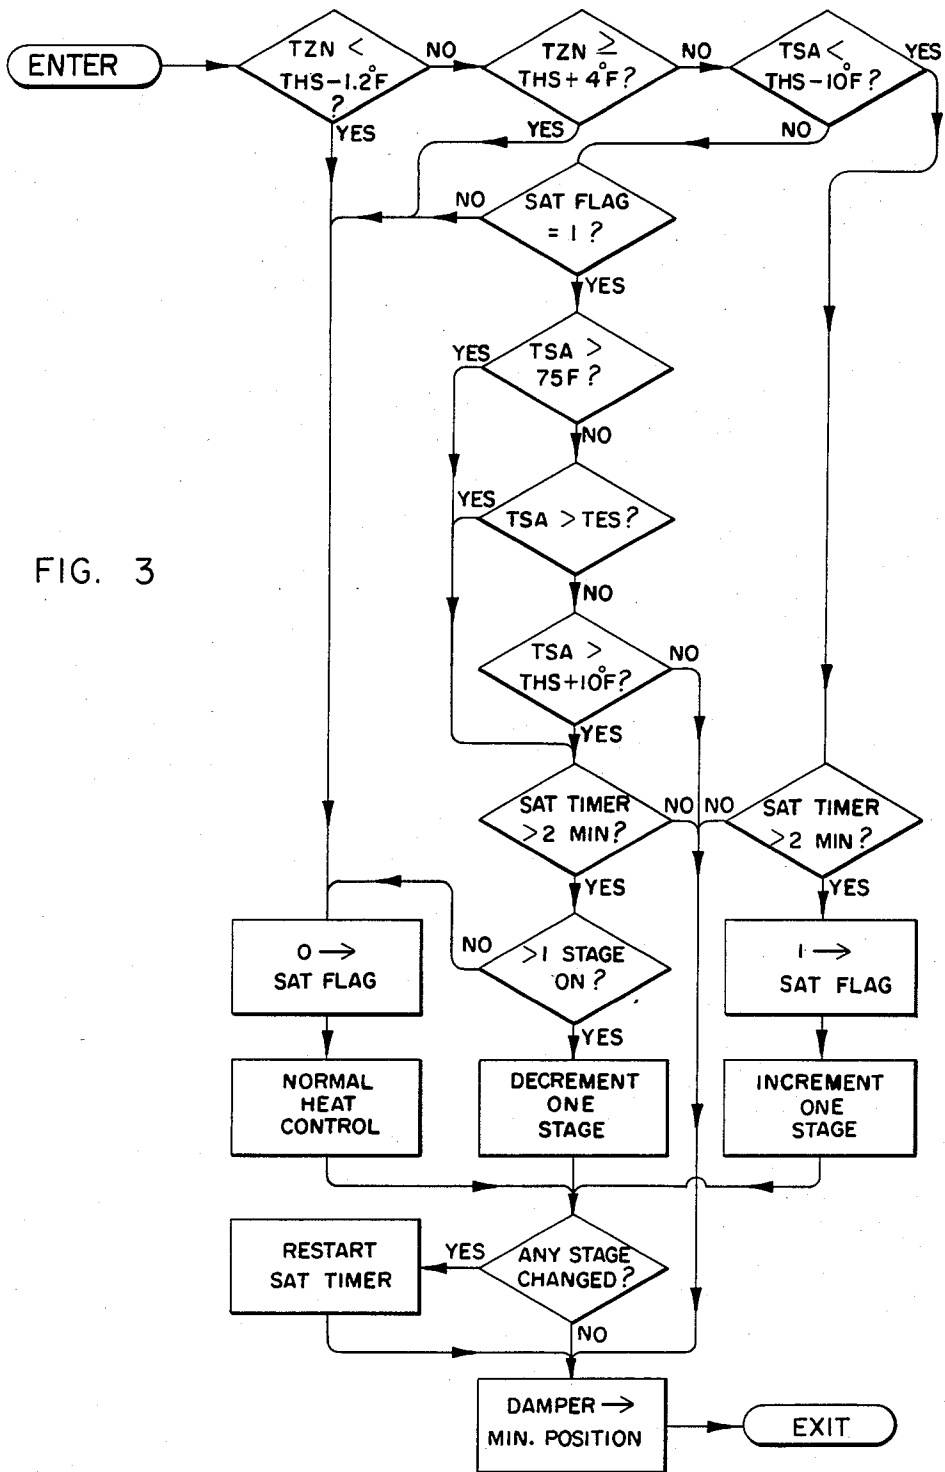 ENTER
TZN <
THS-1.2°F
?
NO
YES
TZN ≥
THS+4°F?
NO
YES
TSA <
THS-10°F?
YES
NO
SAT FLAG
= 1 ?
NO
YES
TSA >
75F?
YES
NO
TSA > TES?
YES
NO
FIG. 3
TSA >
THS+10°F?
NO
YES
SAT TIMER
>2 MIN?
NO
YES
SAT TIMER
>2 MIN?
NO
YES
0 →
SAT FLAG
>1 STAGE
ON?
NO
YES
1 →
SAT FLAG
NORMAL
HEAT
CONTROL
DECREMENT
ONE
STAGE
INCREMENT
ONE
STAGE
RESTART
SAT TIMER
YES
ANY STAGE
CHANGED?
NO
DAMPER →
MIN. POSITION
EXIT